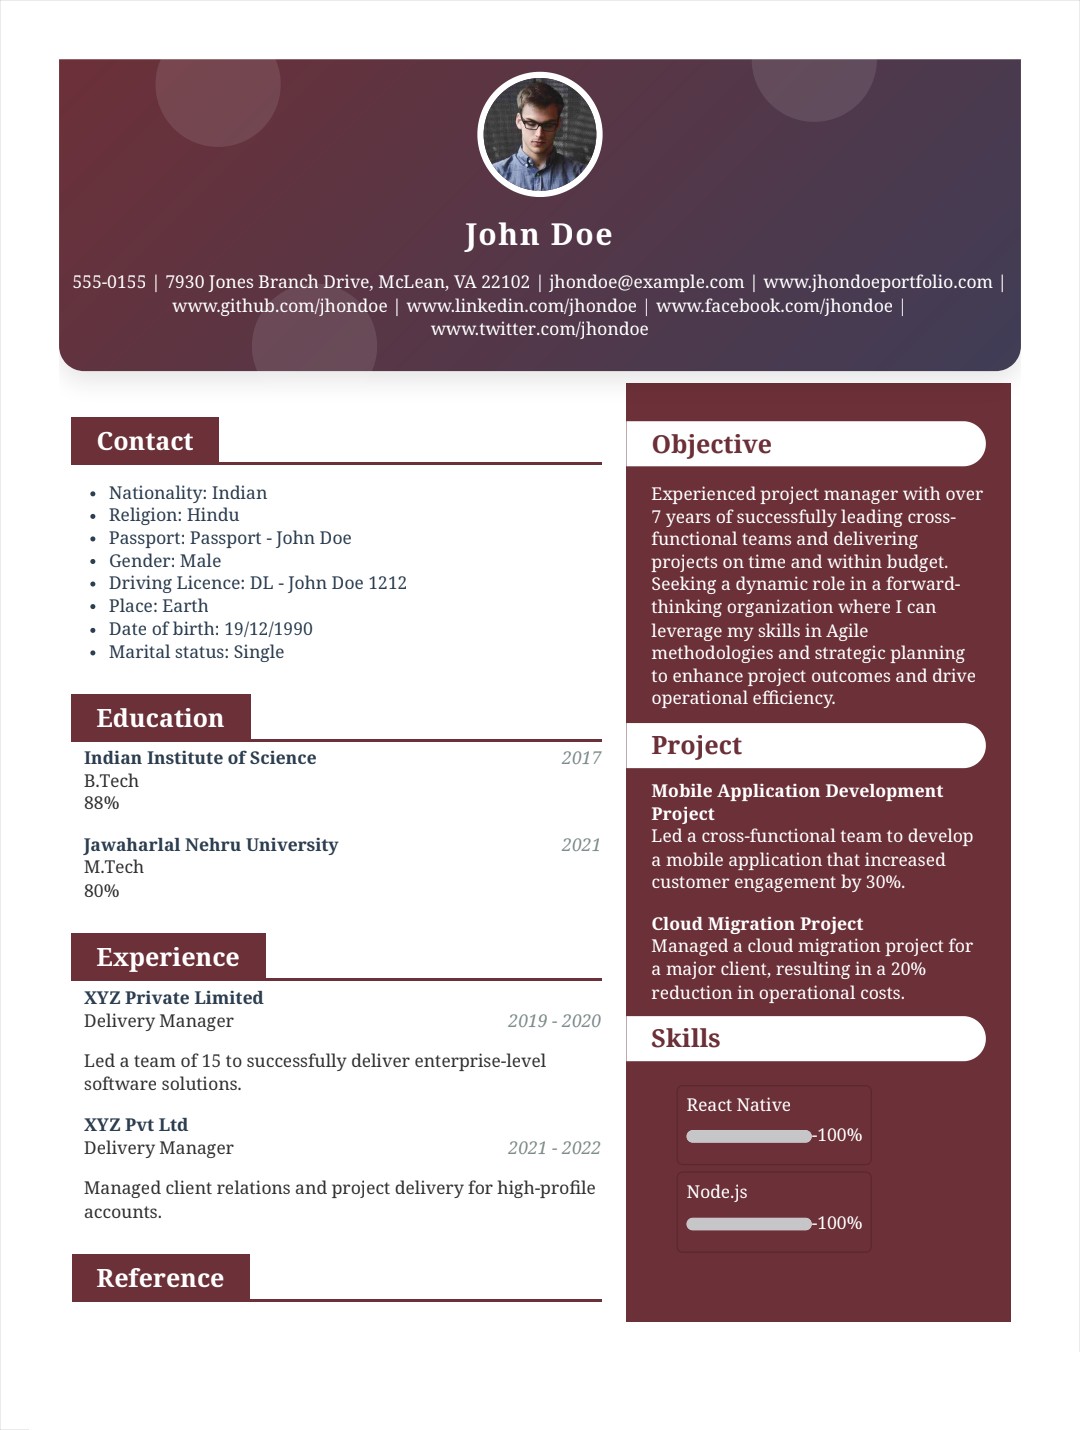 John Doe
555-0155 | 7930 Jones Branch Drive, McLean, VA 22102 | jhondoe@example.com | www.jhondoeportfolio.com |
www.github.com/jhondoe | www.linkedin.com/jhondoe | www.facebook.com/jhondoe |
www.twitter.com/jhondoe
Contact
• Nationality: Indian
• Religion: Hindu
• Passport: Passport - John Doe
• Gender: Male
• Driving Licence: DL - John Doe 1212
• Place: Earth
• Date of birth: 19/12/1990
• Marital status: Single
Education
Indian Institute of Science 2017
B.Tech
88%
Jawaharlal Nehru University 2021
M.Tech
80%
Experience
XYZ Private Limited
Delivery Manager 2019 - 2020
Led a team of 15 to successfully deliver enterprise-level
software solutions.
XYZ Pvt Ltd
Delivery Manager 2021 - 2022
Managed client relations and project delivery for high-profile
accounts.
Reference
Objective
Experienced project manager with over
7 years of successfully leading cross-
functional teams and delivering
projects on time and within budget.
Seeking a dynamic role in a forward-
thinking organization where I can
leverage my skills in Agile
methodologies and strategic planning
to enhance project outcomes and drive
operational efficiency.
Project
Mobile Application Development
Project
Led a cross-functional team to develop
a mobile application that increased
customer engagement by 30%.
Cloud Migration Project
Managed a cloud migration project for
a major client, resulting in a 20%
reduction in operational costs.
Skills
React Native
-100%
Node.js
-100%